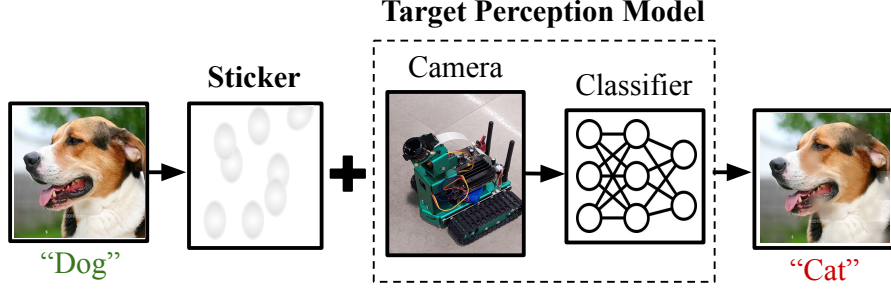 Target Perception Model
Sticker
Camera
Classifier
“Dog”
“Cat”